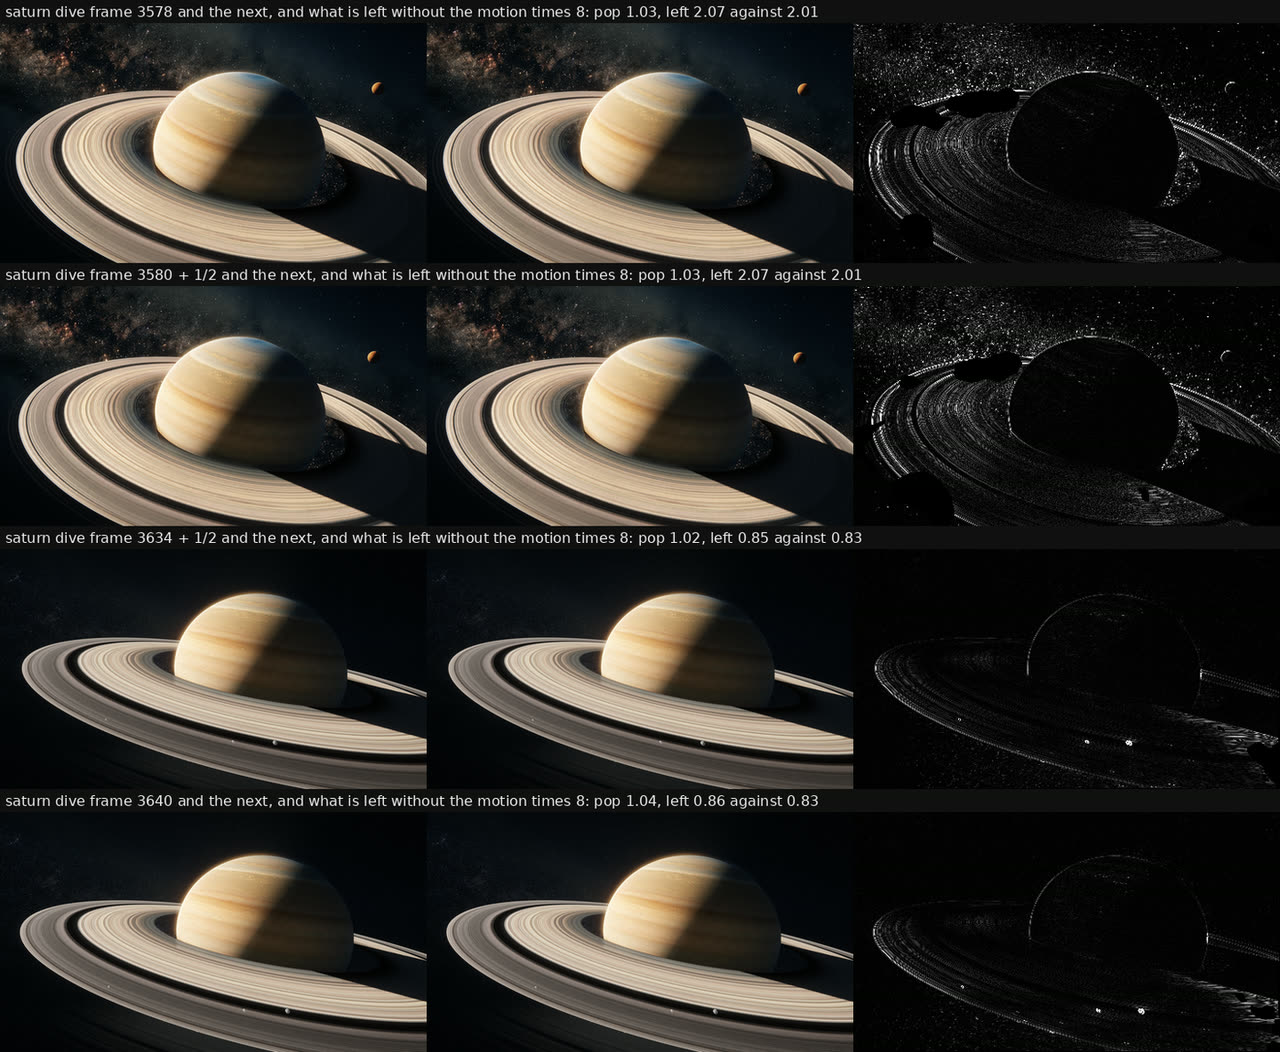 saturn dive frame 3578 and the next, and what is left without the motion times 8: pop 1.03, left 2.07 against 2.01
saturn dive frame 3580 + 1/2 and the next, and what is left without the motion times 8: pop 1.03, left 2.07 against 2.01
saturn dive frame 3634 + 1/2 and the next, and what is left without the motion times 8: pop 1.02, left 0.85 against 0.83
saturn dive frame 3640 and the next, and what is left without the motion times 8: pop 1.04, left 0.86 against 0.83